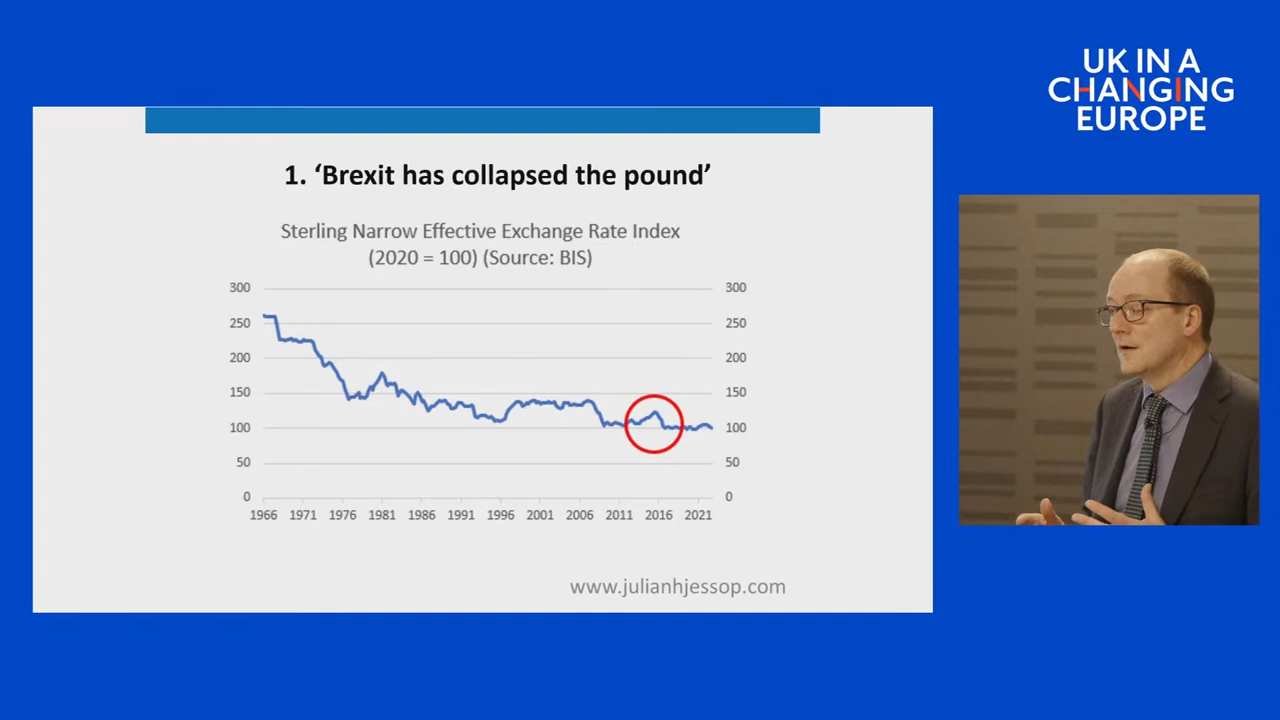 UK IN A
CHANGING
EUROPE
1. ‘Brexit has collapsed the pound’
Sterling Narrow Effective Exchange Rate Index
(2020 = 100) (Source: BIS)
300 300
250 250
200 200
150 150
100 100
50 50
0 0
1966 1971 1976 1981 1986 1991 1996 2001 2006 2011 2016 2021
www.julianhjessop.com